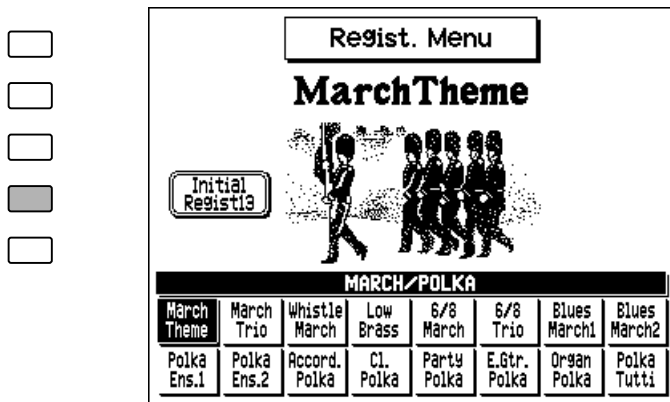 Regist. Menu
MarchTheme
Initial
Regist13
MARCH/POLKA
March Theme
March Trio
Whistle March
Low Brass
6/8 March
6/8 Trio
Blues March1
Blues March2
Polka Ens.1
Polka Ens.2
Accord. Polka
Cl. Polka
Party Polka
E.Gtr. Polka
Organ Polka
Polka Tutti